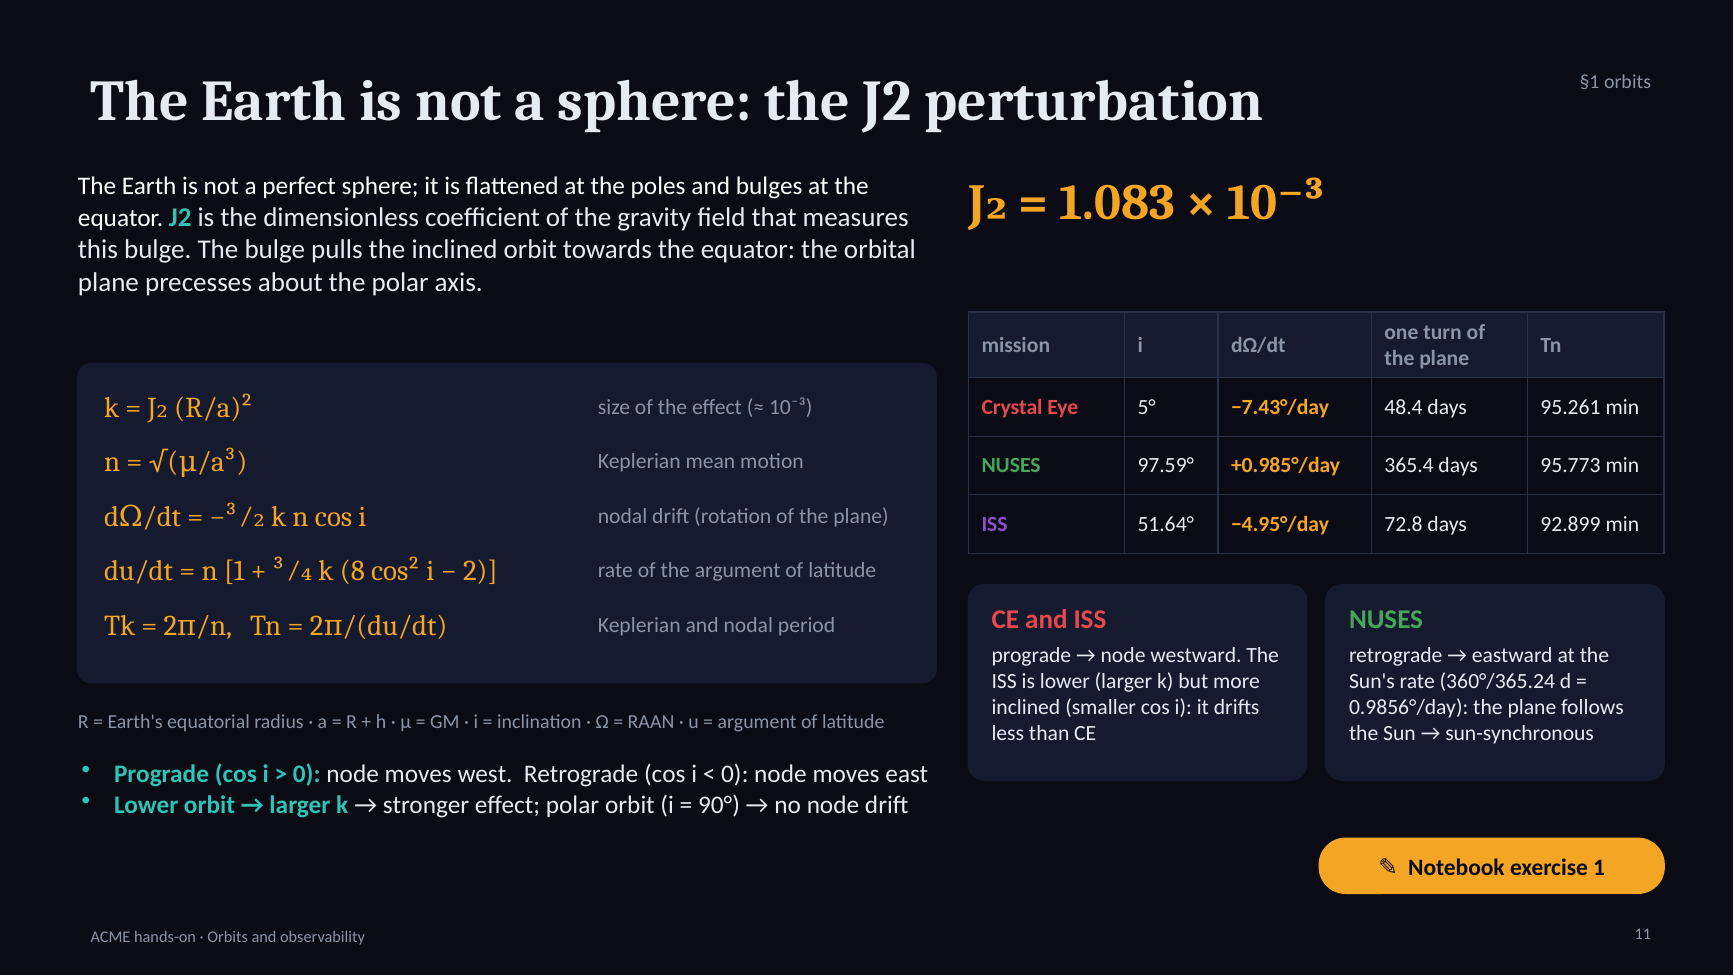 The Earth is not a sphere: the J2 perturbation
§1 orbits
The Earth is not a perfect sphere; it is flattened at the poles and bulges at the
equator. J2 is the dimensionless coefficient of the gravity field that measures
this bulge. The bulge pulls the inclined orbit towards the equator: the orbital
plane precesses about the polar axis.
k = J₂ (R/a)² size of the effect (≈ 10⁻³)
n = √(μ/a³) Keplerian mean motion
dΩ/dt = −³/₂ k n cos i nodal drift (rotation of the plane)
du/dt = n [1 + ³/₄ k (8 cos² i − 2)] rate of the argument of latitude
Tk = 2π/n, Tn = 2π/(du/dt) Keplerian and nodal period
R = Earth's equatorial radius · a = R + h · μ = GM · i = inclination · Ω = RAAN · u = argument of latitude
• Prograde (cos i > 0): node moves west. Retrograde (cos i < 0): node moves east
• Lower orbit → larger k → stronger effect; polar orbit (i = 90°) → no node drift
J₂ = 1.083 × 10⁻³
mission i dΩ/dt one turn of the plane Tn
Crystal Eye 5° −7.43°/day 48.4 days 95.261 min
NUSES 97.59° +0.985°/day 365.4 days 95.773 min
ISS 51.64° −4.95°/day 72.8 days 92.899 min
CE and ISS
prograde → node westward. The
ISS is lower (larger k) but more
inclined (smaller cos i): it drifts
less than CE
NUSES
retrograde → eastward at the
Sun's rate (360°/365.24 d =
0.9856°/day): the plane follows
the Sun → sun-synchronous
✎ Notebook exercise 1
ACME hands-on · Orbits and observability
11